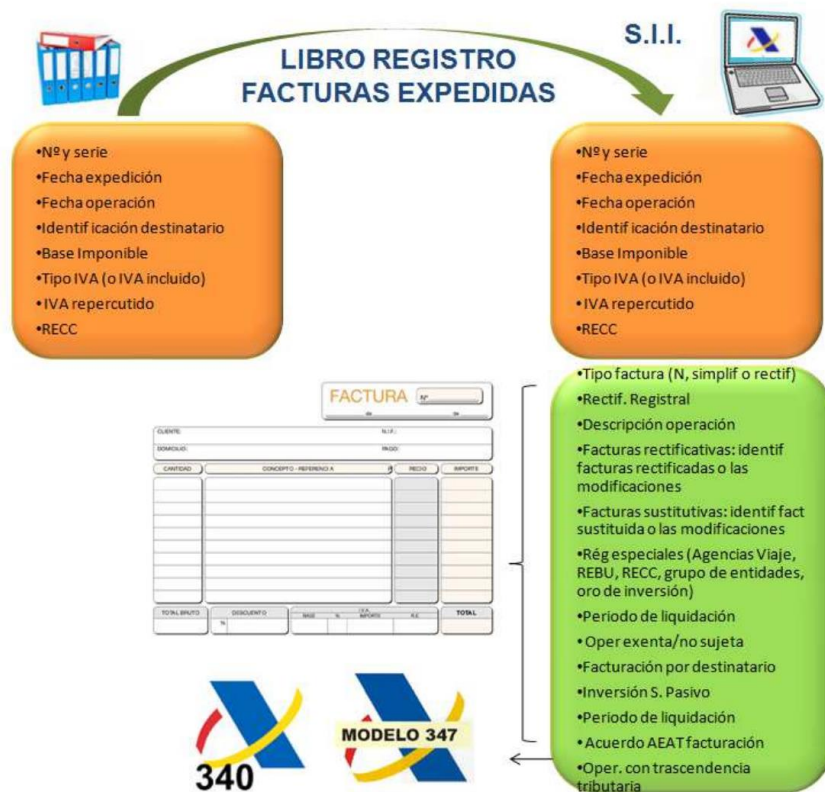 S.I.I.
LIBRO REGISTRO
FACTURAS EXPEDIDAS
•Nº y serie
•Fecha expedición
•Fecha operación
•Identif icación destinatario
•Base Imponible
•Tipo IVA (o IVA incluido)
•IVA repercutido
•RECC
•Nº y serie
•Fecha expedición
•Fecha operación
•Identif icación destinatario
•Base Imponible
•Tipo IVA (o IVA incluido)
•IVA repercutido
•RECC
FACTURA Nº
de de
CLIENTE: N.I.F.:
DOMICILIO: PAGO:
CANTIDAD CONCEPTO - REFERENCIA RECIO IMPORTE
TOTAL BRUTO DESCUENTO I.V.A. TOTAL
% BASE % IMPORTE R.E.
•Tipo factura (N, simplif o rectif)
•Rectif. Registral
•Descripción operación
•Facturas rectificativas: identif
facturas rectificadas o las
modificaciones
•Facturas sustitutivas: identif fact
sustituida o las modificaciones
•Rég especiales (Agencias Viaje,
REBU, RECC, grupo de entidades,
oro de inversión)
•Periodo de liquidación
•Oper exenta/no sujeta
•Facturación por destinatario
•Inversión S. Pasivo
•Periodo de liquidación
•Acuerdo AEAT facturación
•Oper. con trascendencia
tributaria
340
MODELO 347